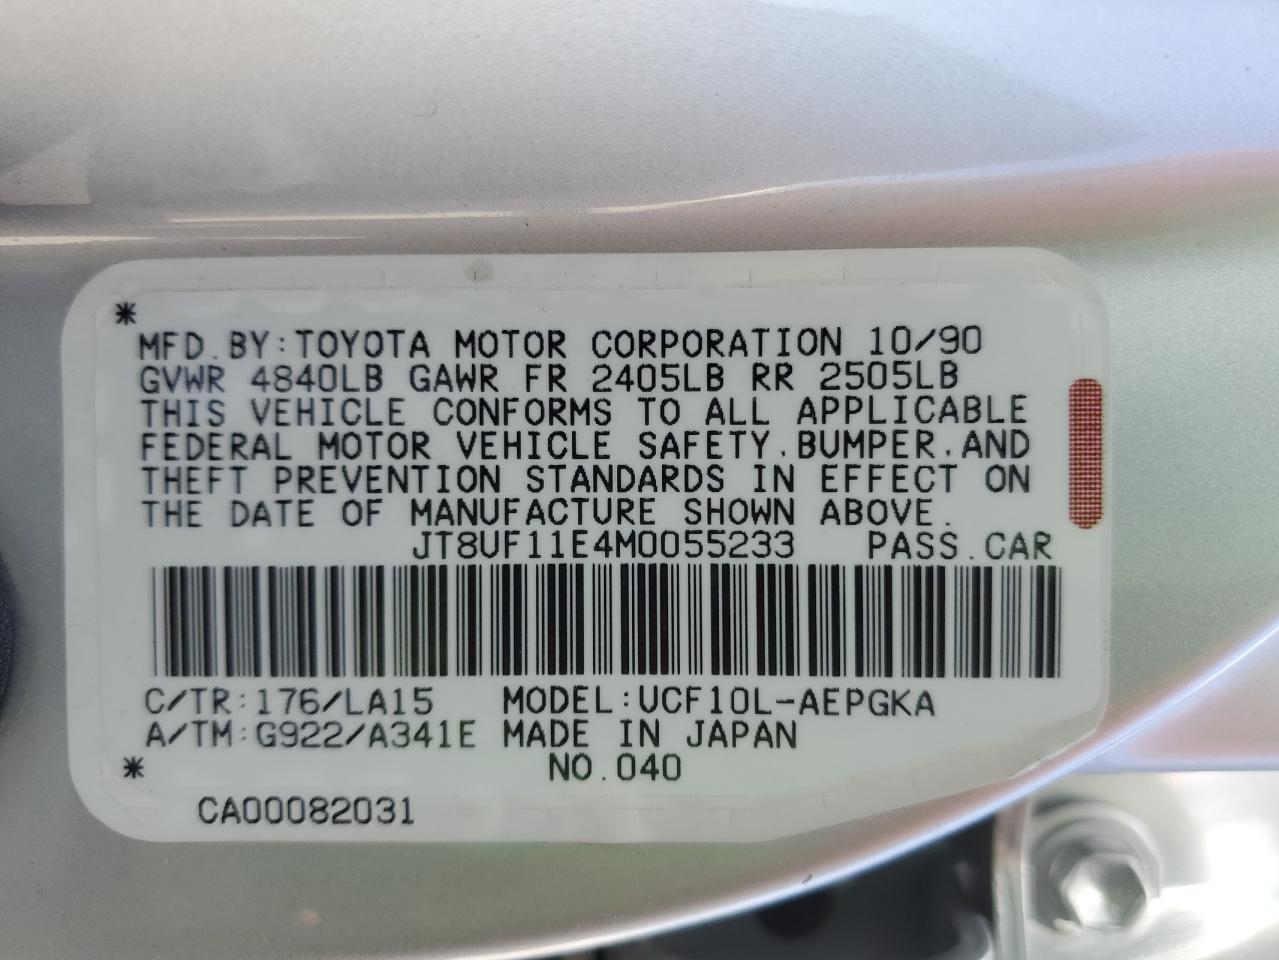 *
MFD. BY: TOYOTA MOTOR CORPORATION 10/90
GVWR 4840LB GAWR FR 2405LB RR 2505LB
THIS VEHICLE CONFORMS TO ALL APPLICABLE
FEDERAL MOTOR VEHICLE SAFETY, BUMPER, AND
THEFT PREVENTION STANDARDS IN EFFECT ON
THE DATE OF MANUFACTURE SHOWN ABOVE.
JT8UF11E4M0055233 PASS. CAR
C/TR: 176/LA15 MODEL: UCF10L-AEPGKA
A/TM: G922/A341E MADE IN JAPAN
* NO. 040
CA00082031